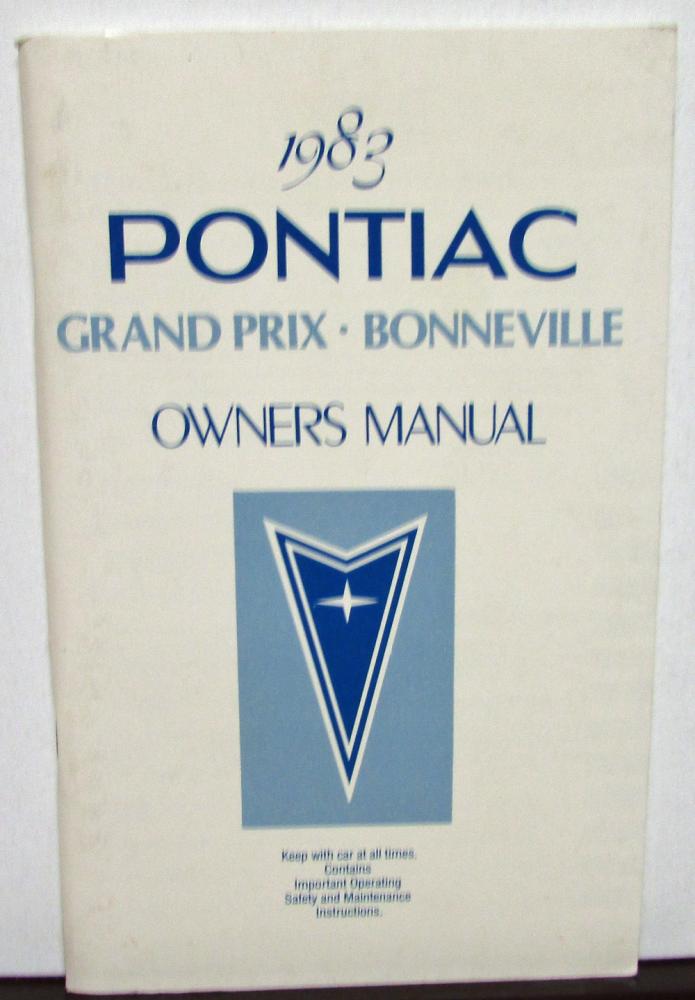 1983
PONTIAC
GRAND PRIX · BONNEVILLE
OWNERS MANUAL
Keep with car at all times.
Contains
Important Operating
Safety and Maintenance
Instructions.